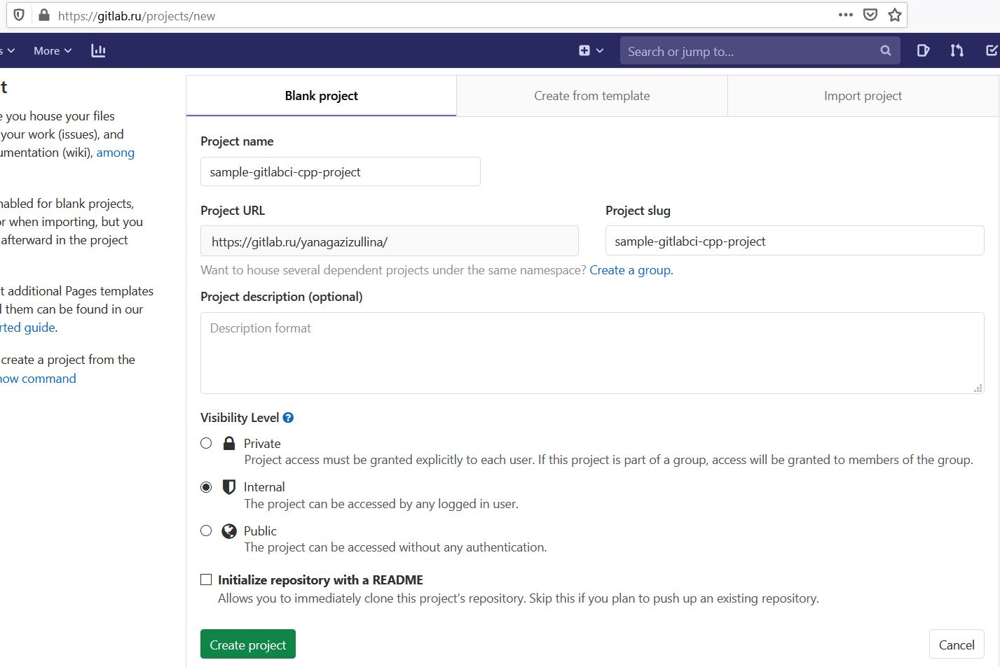 https://gitlab.ru/projects/new
More
Search or jump to...
Blank project
Create from template
Import project
you house your files
your work (issues), and
(wiki), among
for blank projects,
when importing, but you
afterward in the project
additional Pages templates
them can be found in our
guide.
create a project from the
command
Project name
sample-gitlabci-cpp-project
Project URL
Project slug
https://gitlab.ru/yanagazizullina/
sample-gitlabci-cpp-project
Want to house several dependent projects under the same namespace? Create a group.
Project description (optional)
Description format
Visibility Level
Private
Project access must be granted explicitly to each user. If this project is part of a group, access will be granted to members of the group.
Internal
The project can be accessed by any logged in user.
Public
The project can be accessed without any authentication.
Initialize repository with a README
Allows you to immediately clone this project's repository. Skip this if you plan to push up an existing repository.
Create project
Cancel